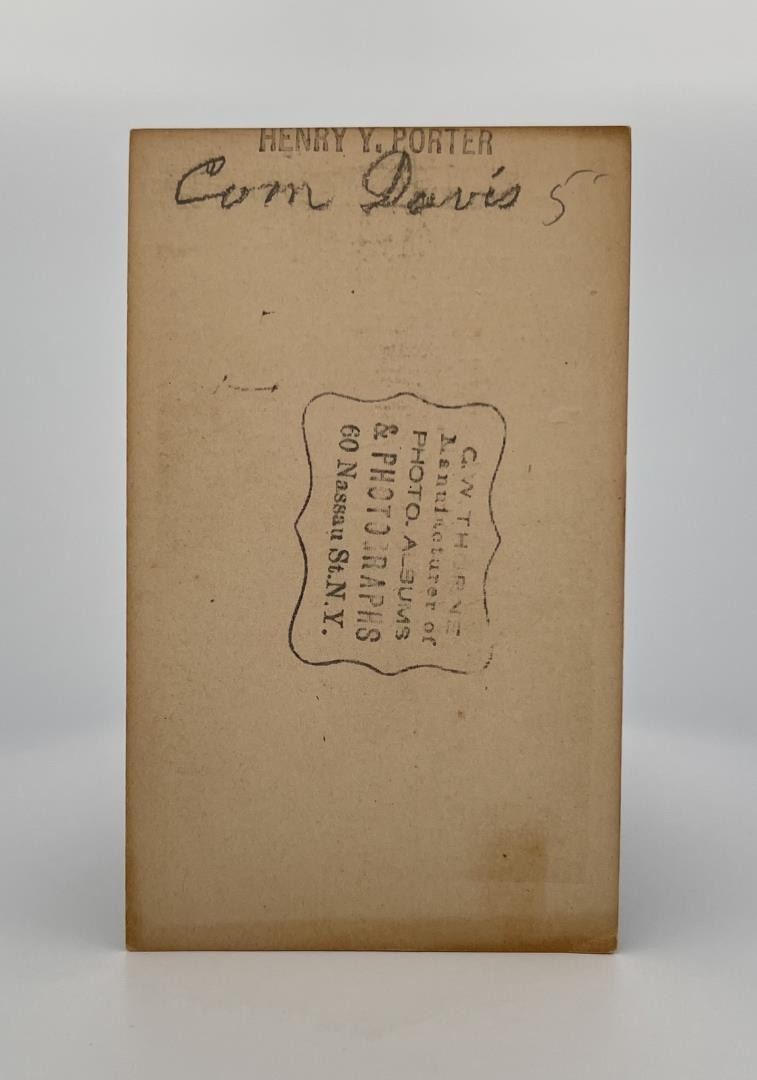 HENRY Y. PORTER
Com Davis 5
G. W THORNE
Manufacturer of
PHOTO. ALBUMS
& PHOTOGRAPHS
60 Nassau St. N.Y.